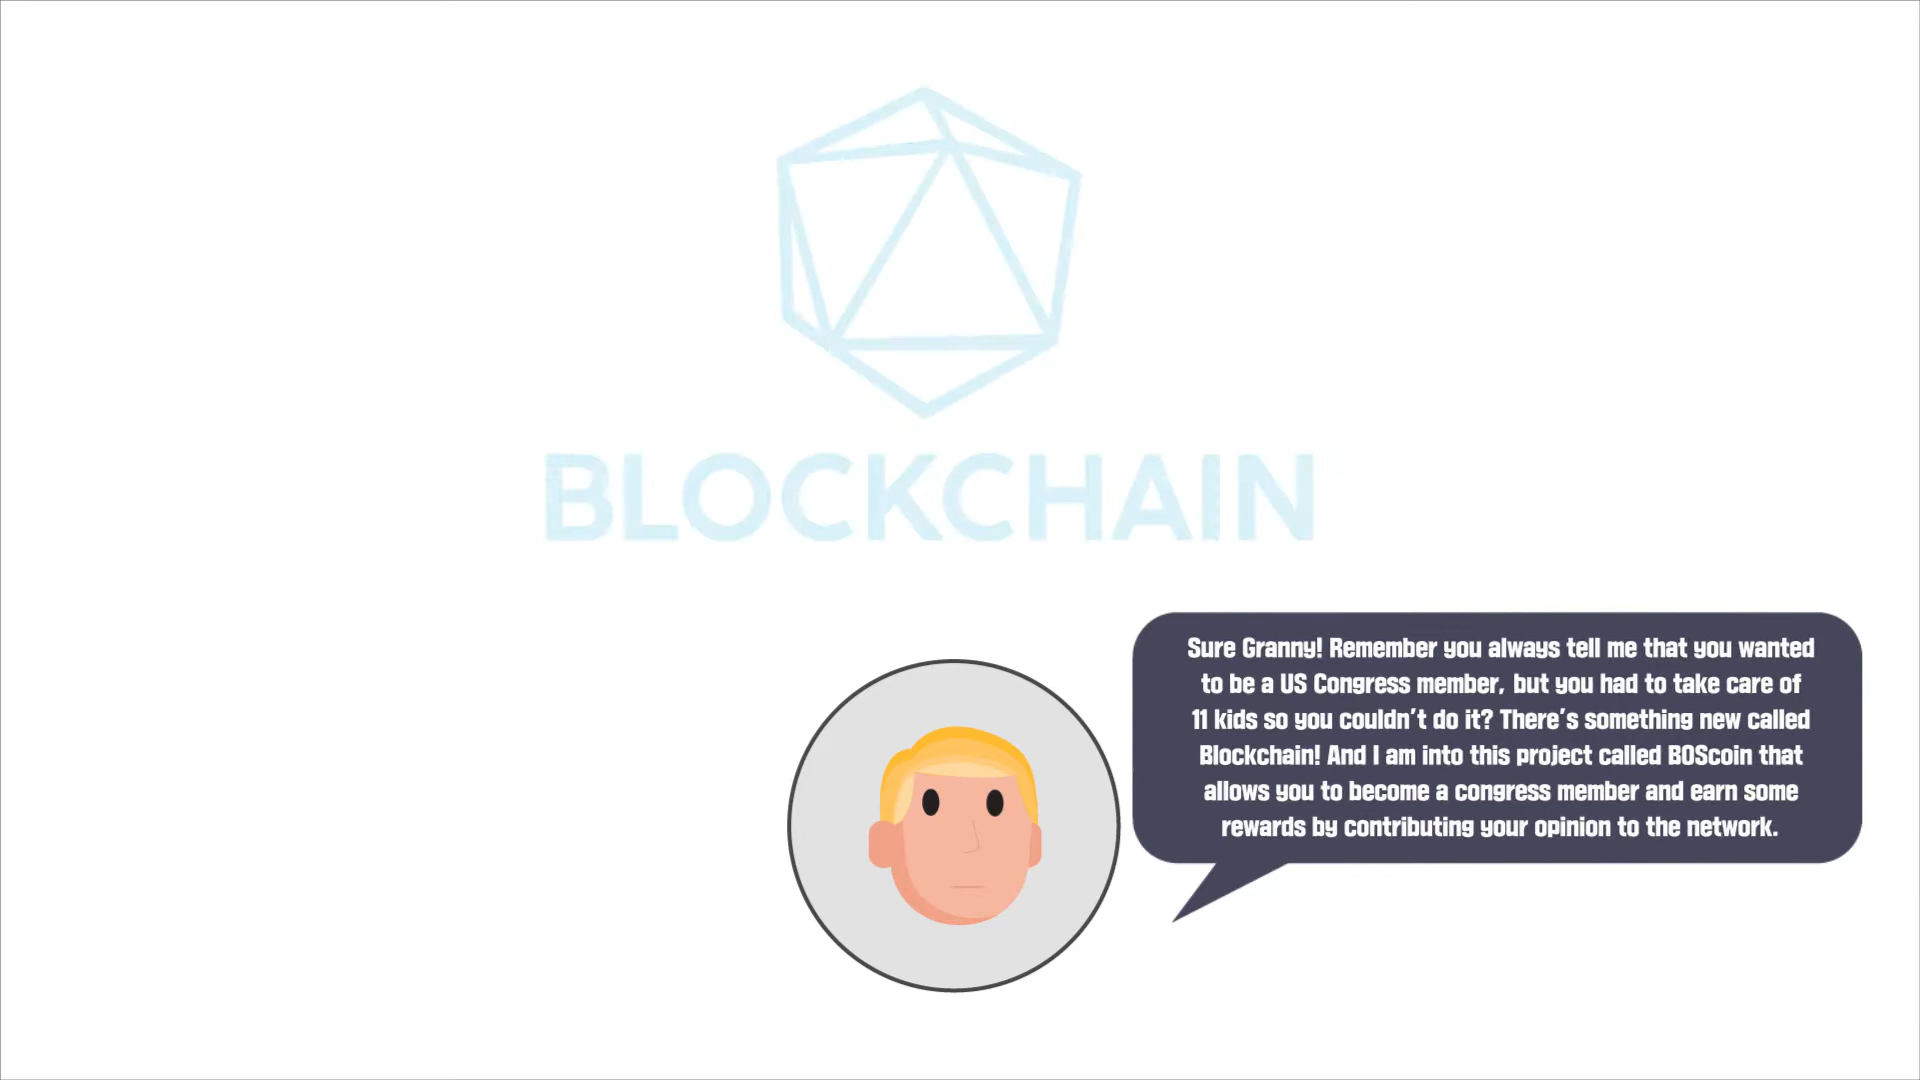 BLOCKCHAIN
Sure Granny! Remember you always tell me that you wanted
to be a US Congress member, but you had to take care of
11 kids so you couldn't do it? There's something new called
Blockchain! And I am into this project called BOScoin that
allows you to become a congress member and earn some
rewards by contributing your opinion to the network.